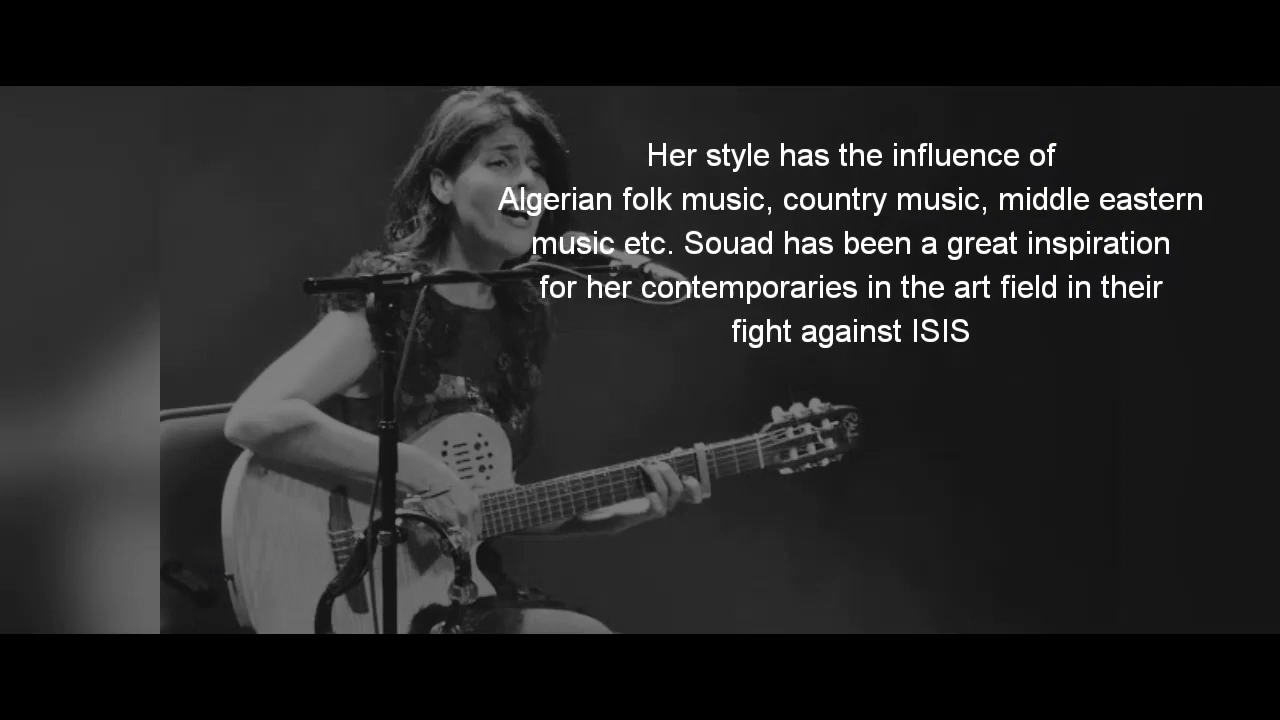 Her style has the influence of
Algerian folk music, country music, middle eastern
music etc. Souad has been a great inspiration
for her contemporaries in the art field in their
fight against ISIS